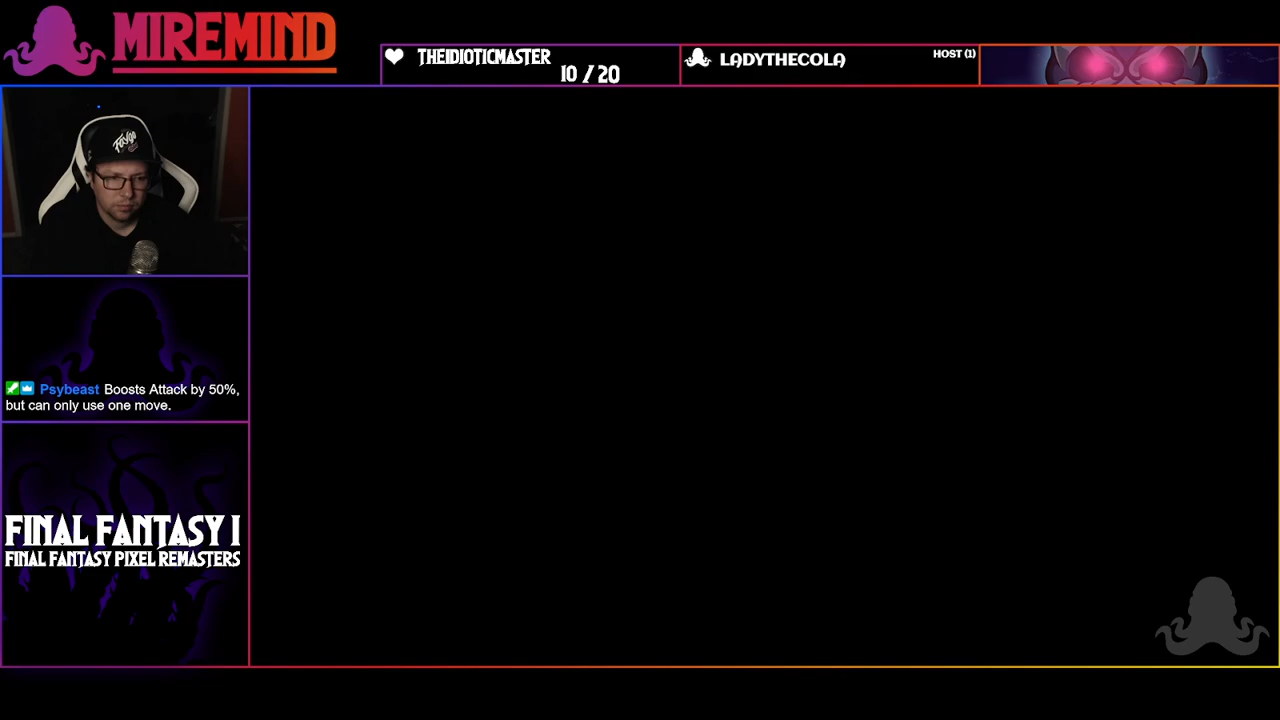 MIREMIND
THEIDIOTICMASTER
10 / 20
LADYTHECOLA
HOST (1)
Faygo
Psybeast Boosts Attack by 50%,
but can only use one move.
FINAL FANTASY I
FINAL FANTASY PIXEL REMASTERS